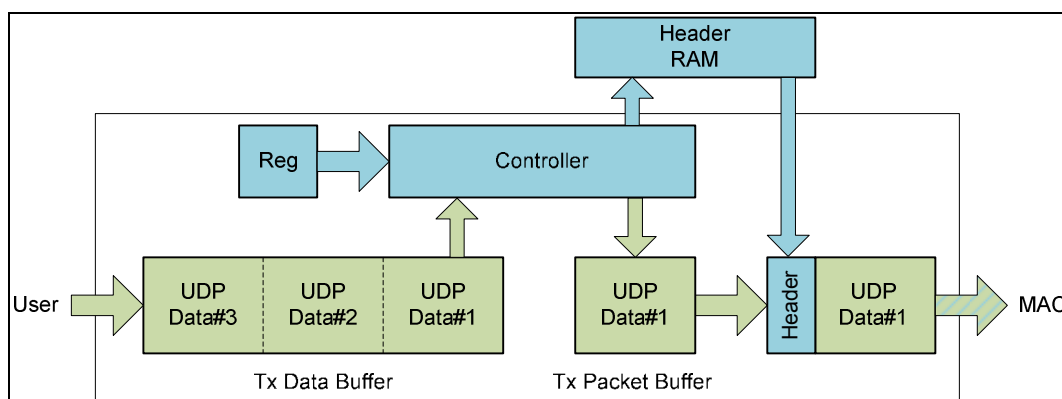 Header
RAM
Reg
Controller
User
UDP
Data#3
UDP
Data#2
UDP
Data#1
UDP
Data#1
Header
UDP
Data#1
MAC
Tx Data Buffer
Tx Packet Buffer